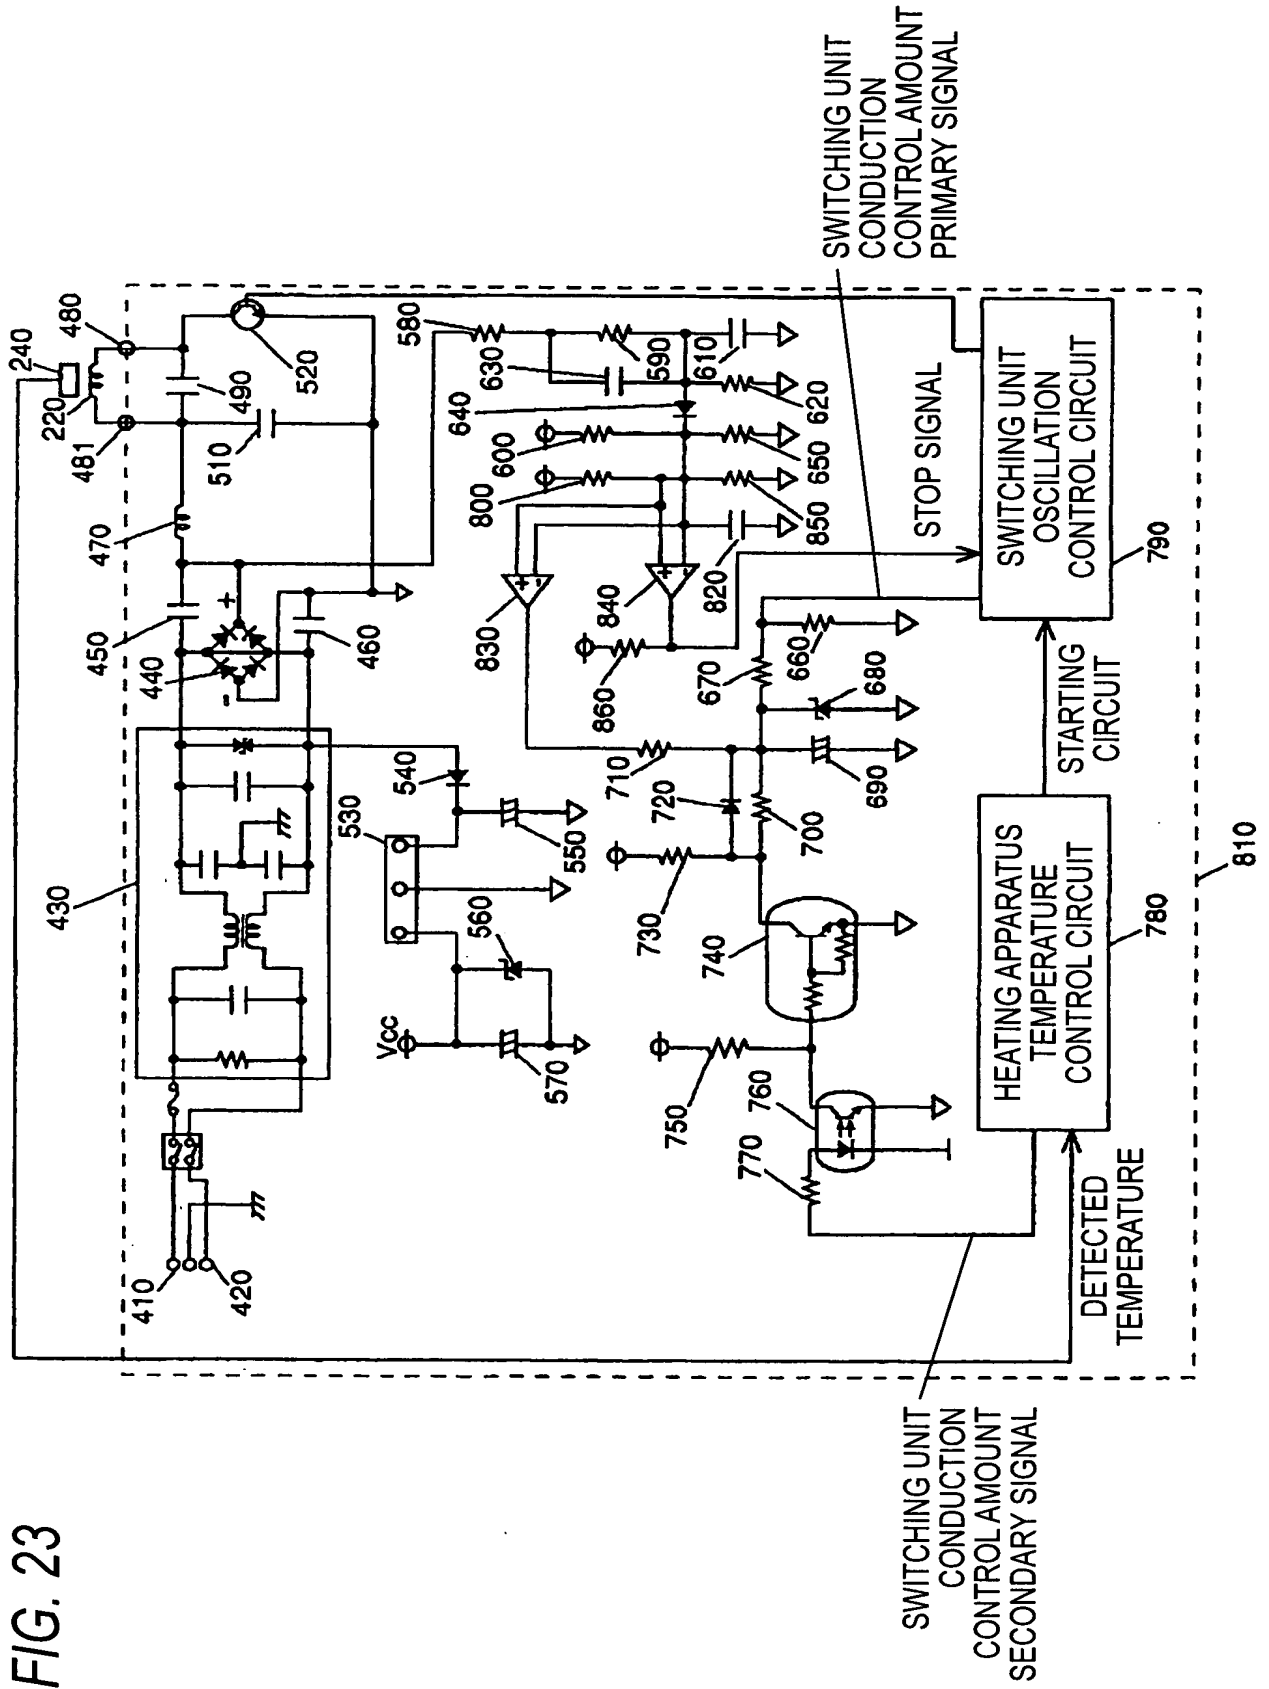 FIG. 23
240
220
480
481
490
510
520
470
450
440
+
-
460
430
410
420
530
540
550
560
570
Vcc
580
590
630
610
640
620
600
650
800
850
820
+
-
830
+
-
840
860
670
660
680
690
710
720
700
730
740
750
760
770
STOP SIGNAL
SWITCHING UNIT
CONDUCTION
CONTROL AMOUNT
PRIMARY SIGNAL
SWITCHING UNIT
OSCILLATION
CONTROL CIRCUIT
790
STARTING
CIRCUIT
HEATING APPARATUS
TEMPERATURE
CONTROL CIRCUIT
780
810
DETECTED
TEMPERATURE
SWITCHING UNIT
CONDUCTION
CONTROL AMOUNT
SECONDARY SIGNAL